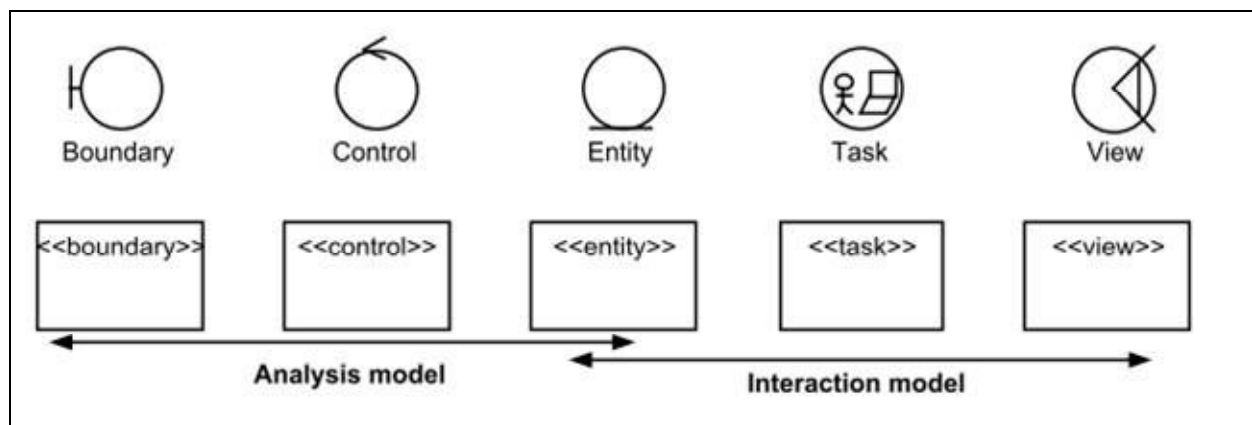 Boundary Control Entity Task View
<<boundary>> <<control>> <<entity>> <<task>> <<view>>
Analysis model
Interaction model